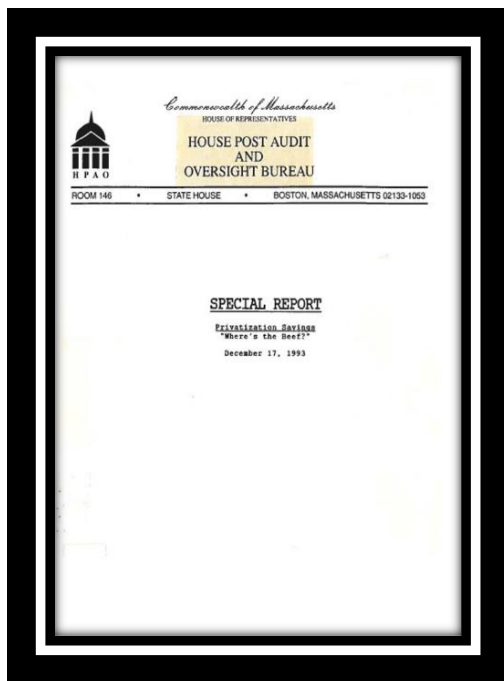 Commonwealth of Massachusetts
HOUSE OF REPRESENTATIVES
HOUSE POST AUDIT
AND
OVERSIGHT BUREAU
H P A O
ROOM 146 • STATE HOUSE • BOSTON, MASSACHUSETTS 02133-1053
SPECIAL REPORT
Privatization Savings
"Where's the Beef?"
December 17, 1993